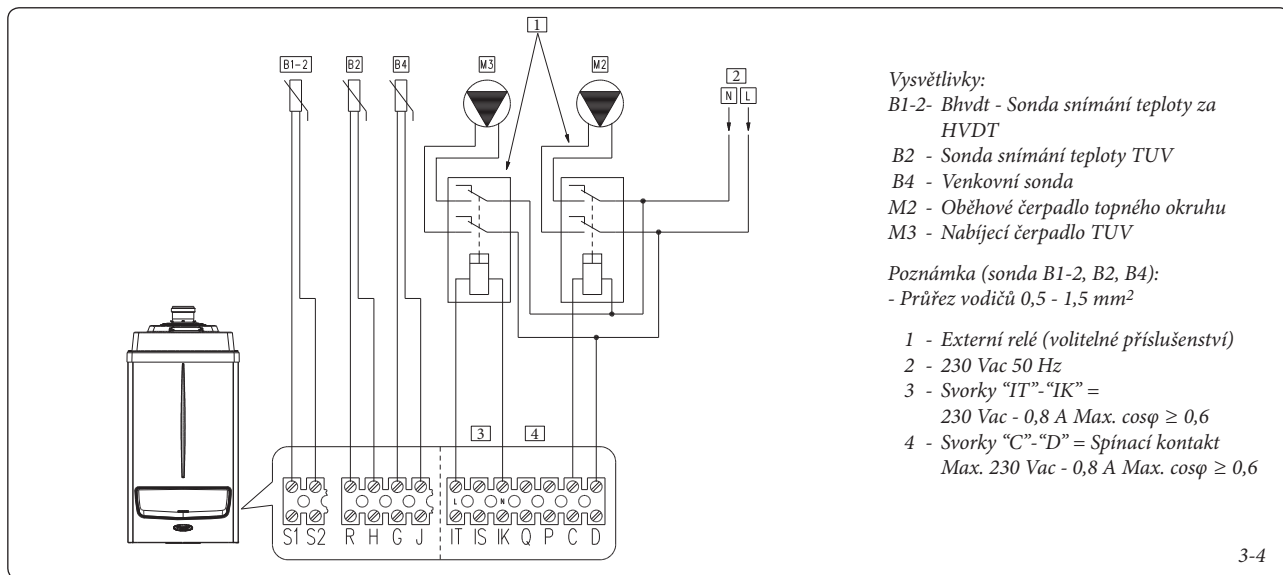 1
B1-2 B2 B4 M3 M2
2
N L
3 4
L N
S1 S2 R H G J IT IS IK Q P C D
Vysvětlivky:
B1-2- Bhvdt - Sonda snímání teploty za
HVDT
B2 - Sonda snímání teploty TUV
B4 - Venkovní sonda
M2 - Oběhové čerpadlo topného okruhu
M3 - Nabíjecí čerpadlo TUV
Poznámka (sonda B1-2, B2, B4):
- Průřez vodičů 0,5 - 1,5 mm²
1 - Externí relé (volitelné příslušenství)
2 - 230 Vac 50 Hz
3 - Svorky “IT”-“IK” =
230 Vac - 0,8 A Max. cosφ ≥ 0,6
4 - Svorky “C”-“D” = Spínací kontakt
Max. 230 Vac - 0,8 A Max. cosφ ≥ 0,6
3-4